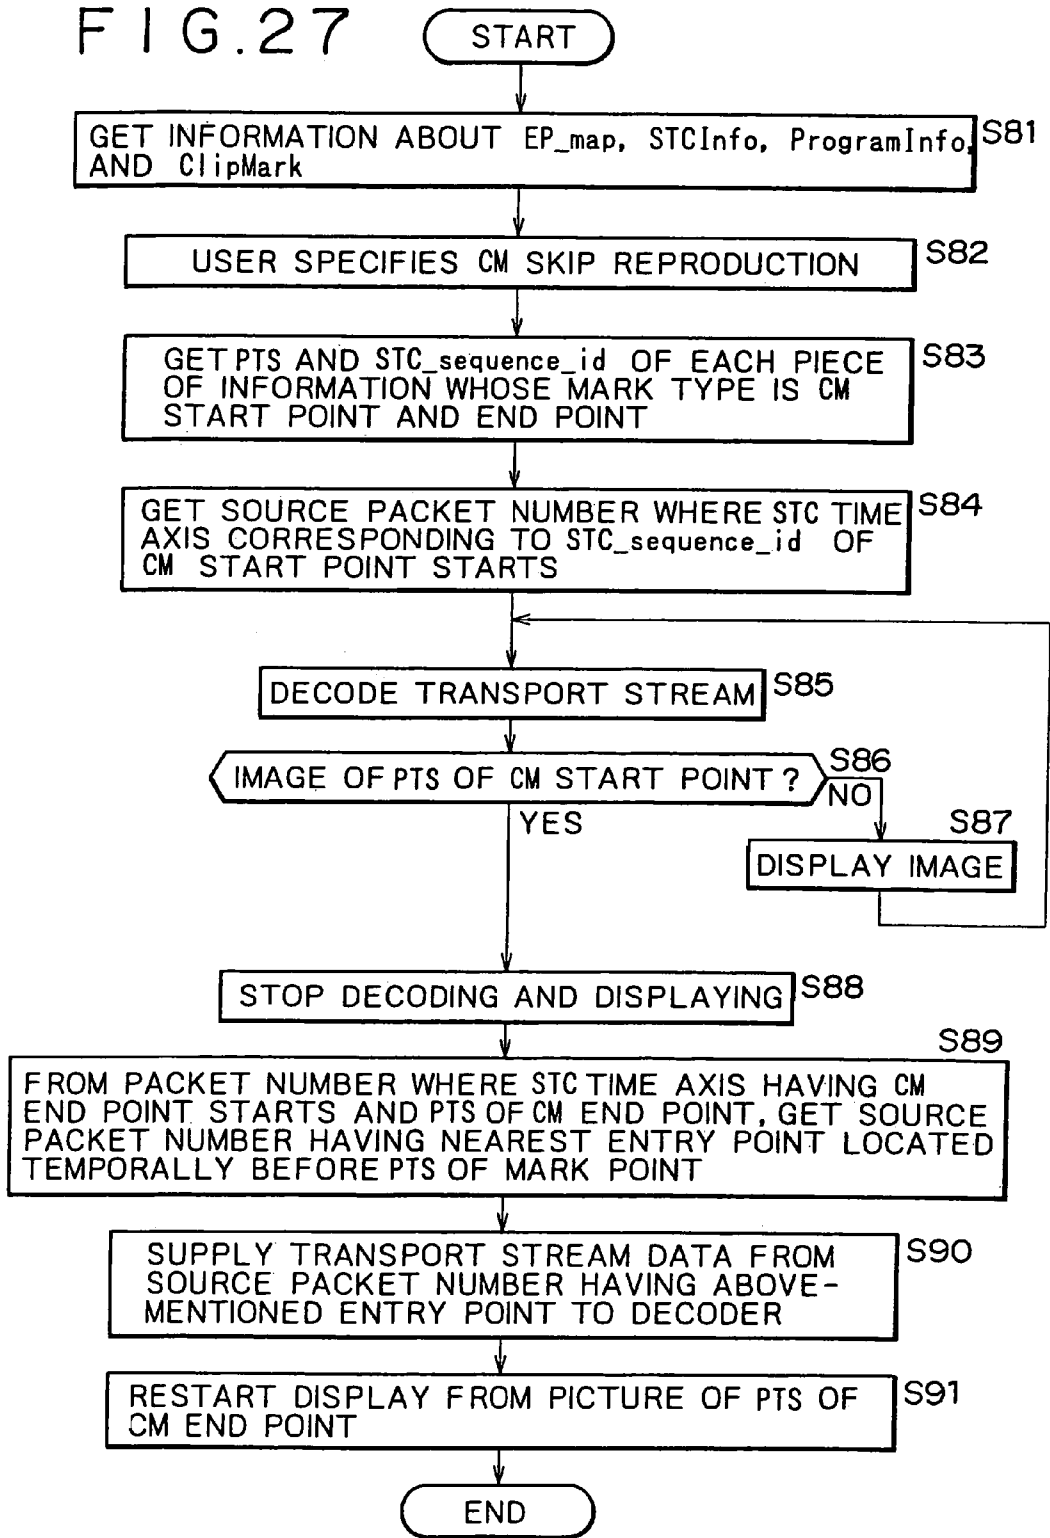 FIG.27
START
GET INFORMATION ABOUT EP_map, STCInfo, ProgramInfo,
AND ClipMark
S81
USER SPECIFIES CM SKIP REPRODUCTION
S82
GET PTS AND STC_sequence_id OF EACH PIECE
OF INFORMATION WHOSE MARK TYPE IS CM
START POINT AND END POINT
S83
GET SOURCE PACKET NUMBER WHERE STC TIME
AXIS CORRESPONDING TO STC_sequence_id OF
CM START POINT STARTS
S84
DECODE TRANSPORT STREAM
S85
IMAGE OF PTS OF CM START POINT ?
S86
NO
YES
S87
DISPLAY IMAGE
STOP DECODING AND DISPLAYING
S88
S89
FROM PACKET NUMBER WHERE STC TIME AXIS HAVING CM
END POINT STARTS AND PTS OF CM END POINT, GET SOURCE
PACKET NUMBER HAVING NEAREST ENTRY POINT LOCATED
TEMPORALLY BEFORE PTS OF MARK POINT
SUPPLY TRANSPORT STREAM DATA FROM
SOURCE PACKET NUMBER HAVING ABOVE-
MENTIONED ENTRY POINT TO DECODER
S90
RESTART DISPLAY FROM PICTURE OF PTS OF
CM END POINT
S91
END